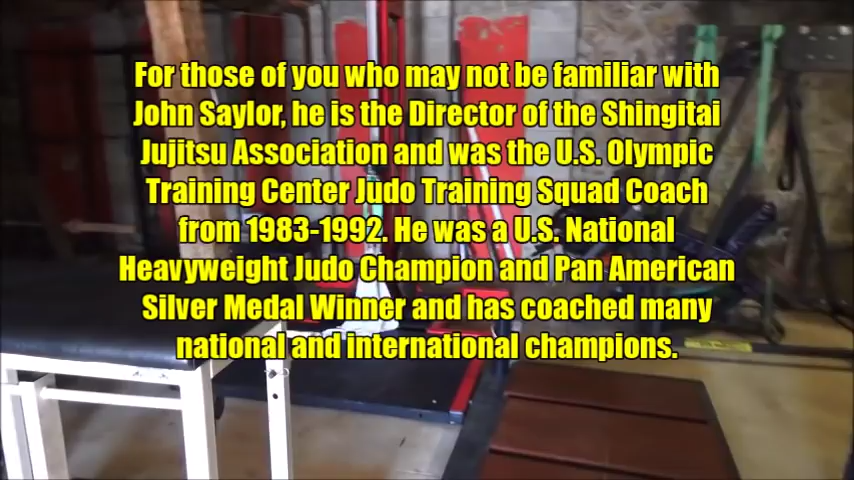 For those of you who may not be familiar with
John Saylor, he is the Director of the Shingitai
Jujitsu Association and was the U.S. Olympic
Training Center Judo Training Squad Coach
from 1983-1992. He was a U.S. National
Heavyweight Judo Champion and Pan American
Silver Medal Winner and has coached many
national and international champions.